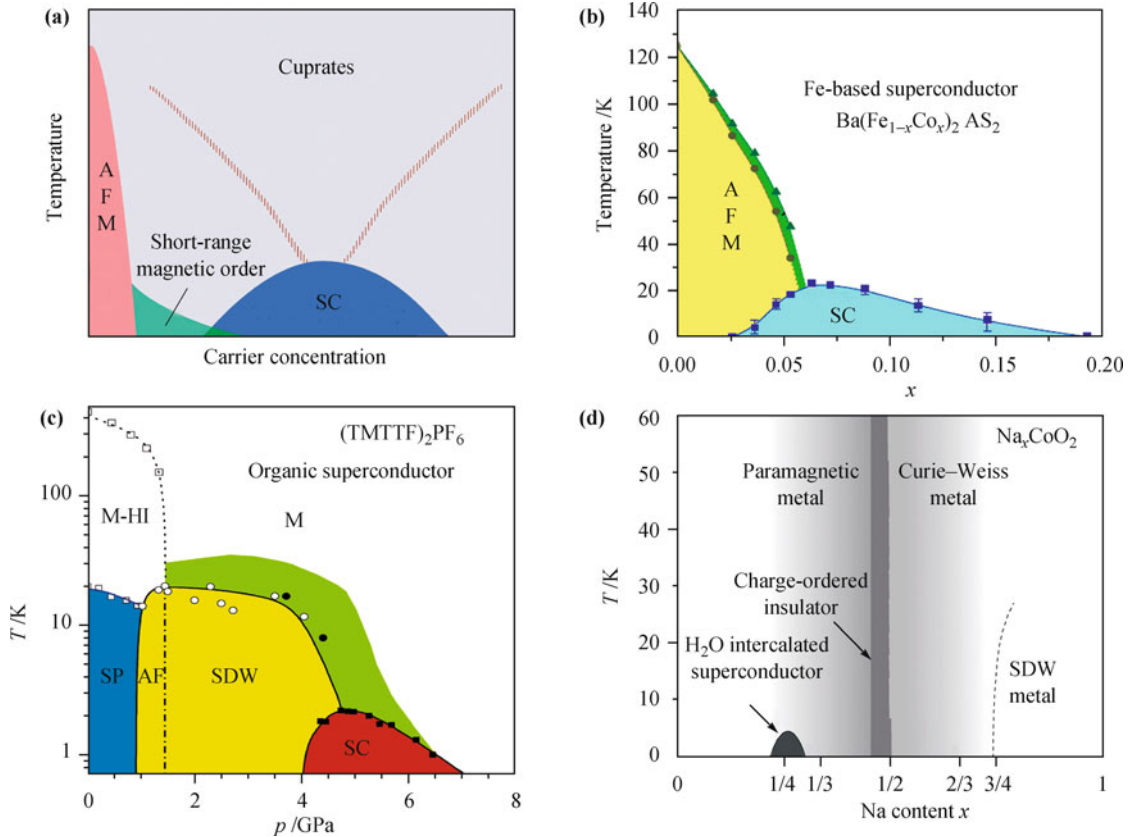 (a)
Cuprates
Temperature
A
F
M
Short-range
magnetic order
SC
Carrier concentration
(b)
140
120
100
80
60
40
20
0
Temperature /K
Fe-based superconductor
Ba(Fe1−xCox)2 AS2
A
F
M
SC
0.00 0.05 0.10 0.15 0.20
x
(c)
(TMTTF)2PF6
Organic superconductor
100
10
1
T /K
M-HI
M
SP
AF
SDW
SC
0 2 4 6 8
p /GPa
(d)
60
50
40
30
20
10
0
T /K
NaxCoO2
Paramagnetic
metal
Curie–Weiss
metal
Charge-ordered
insulator
H2O intercalated
superconductor
SDW
metal
0 1/4 1/3 1/2 2/3 3/4 1
Na content x